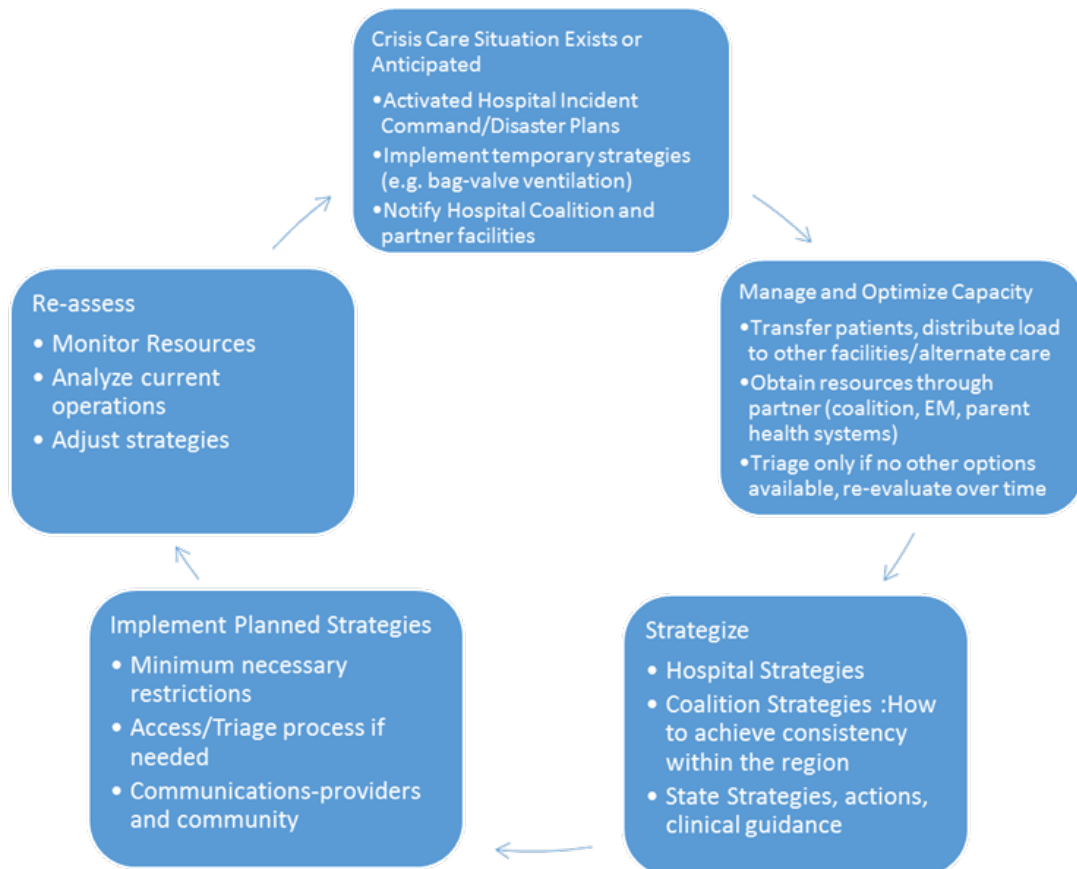 Crisis Care Situation Exists or
Anticipated
•Activated Hospital Incident
Command/Disaster Plans
•Implement temporary strategies
(e.g. bag-valve ventilation)
•Notify Hospital Coalition and
partner facilities
Manage and Optimize Capacity
•Transfer patients, distribute load
to other facilities/alternate care
•Obtain resources through
partner (coalition, EM, parent
health systems)
•Triage only if no other options
available, re-evaluate over time
Strategize
• Hospital Strategies
• Coalition Strategies :How
to achieve consistency
within the region
• State Strategies, actions,
clinical guidance
Implement Planned Strategies
• Minimum necessary
restrictions
• Access/Triage process if
needed
• Communications-providers
and community
Re-assess
• Monitor Resources
• Analyze current
operations
• Adjust strategies